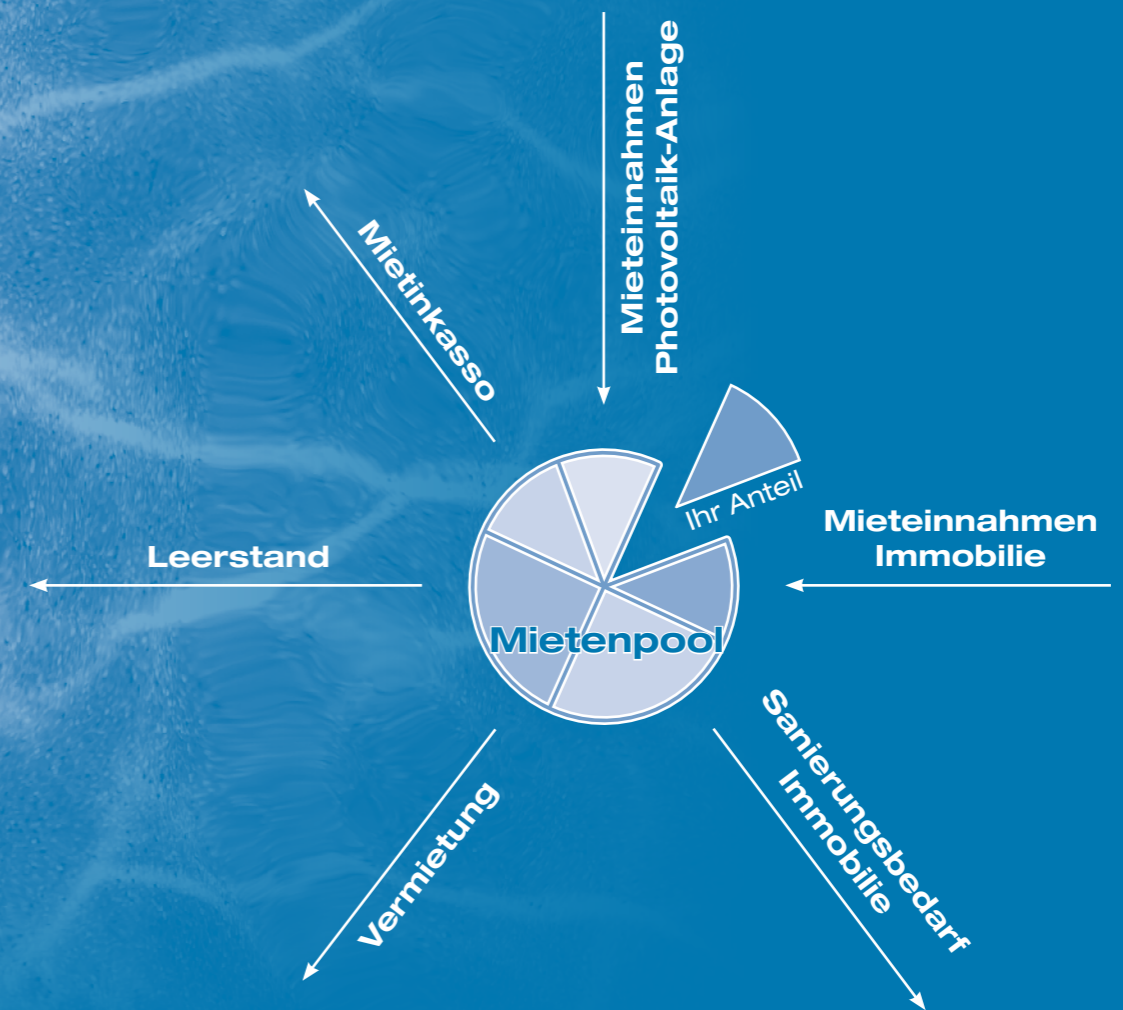 Mieteinnahmen
Photovoltaik-Anlage
Mietinkasso
Ihr Anteil
Mieteinnahmen
Immobilie
Leerstand
Mietenpool
Vermietung
Sanierungsbedarf
Immobilie